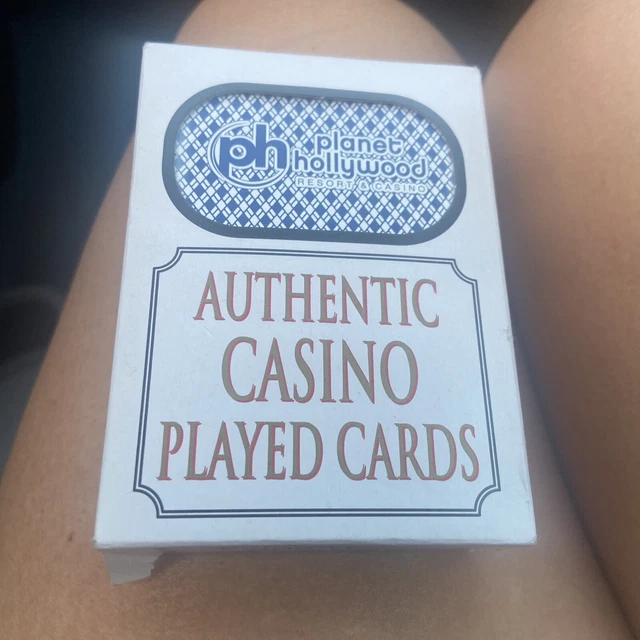 ph
planet
hollywood
RESORT & CASINO
AUTHENTIC
CASINO
PLAYED CARDS